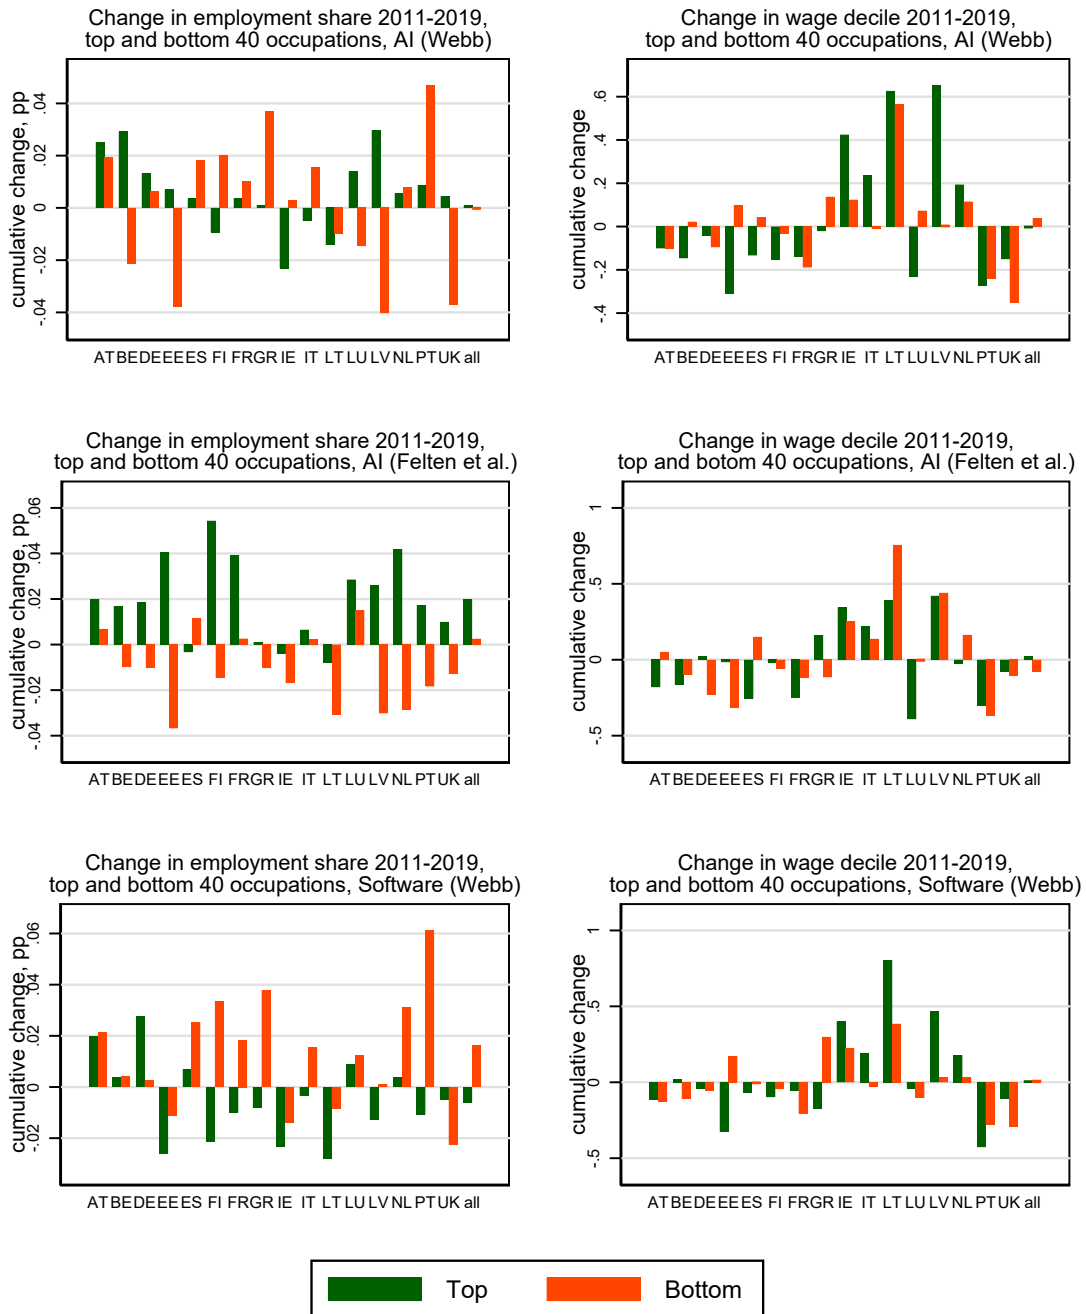 Change in employment share 2011-2019,
top and bottom 40 occupations, AI (Webb)
cumulative change, pp
.04
.02
0
-.02
-.04
AT BE DE EE ES FI FR GR IE IT LT LU LV NL PT UK all
Change in wage decile 2011-2019,
top and bottom 40 occupations, AI (Webb)
cumulative change
.6
.4
.2
0
-.2
-.4
AT BE DE EE ES FI FR GR IE IT LT LU LV NL PT UK all
Change in employment share 2011-2019,
top and bottom 40 occupations, AI (Felten et al.)
cumulative change, pp
.06
.04
.02
0
-.02
-.04
AT BE DE EE ES FI FR GR IE IT LT LU LV NL PT UK all
Change in wage decile 2011-2019,
top and botom 40 occupations, AI (Felten et al.)
cumulative change
1
.5
0
-.5
AT BE DE EE ES FI FR GR IE IT LT LU LV NL PT UK all
Change in employment share 2011-2019,
top and bottom 40 occupations, Software (Webb)
cumulative change, pp
.06
.04
.02
0
-.02
AT BE DE EE ES FI FR GR IE IT LT LU LV NL PT UK all
Change in wage decile 2011-2019,
top and bottom 40 occupations, Software (Webb)
cumulative change
1
.5
0
-.5
AT BE DE EE ES FI FR GR IE IT LT LU LV NL PT UK all
Top Bottom